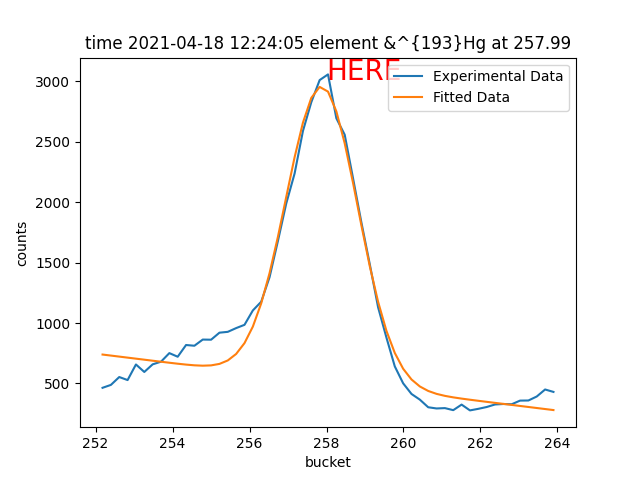 time 2021-04-18 12:24:05 element &^{193}Hg at 257.99
HERE
Experimental Data
Fitted Data
3000
2500
2000
1500
1000
500
counts
252 254 256 258 260 262 264
bucket